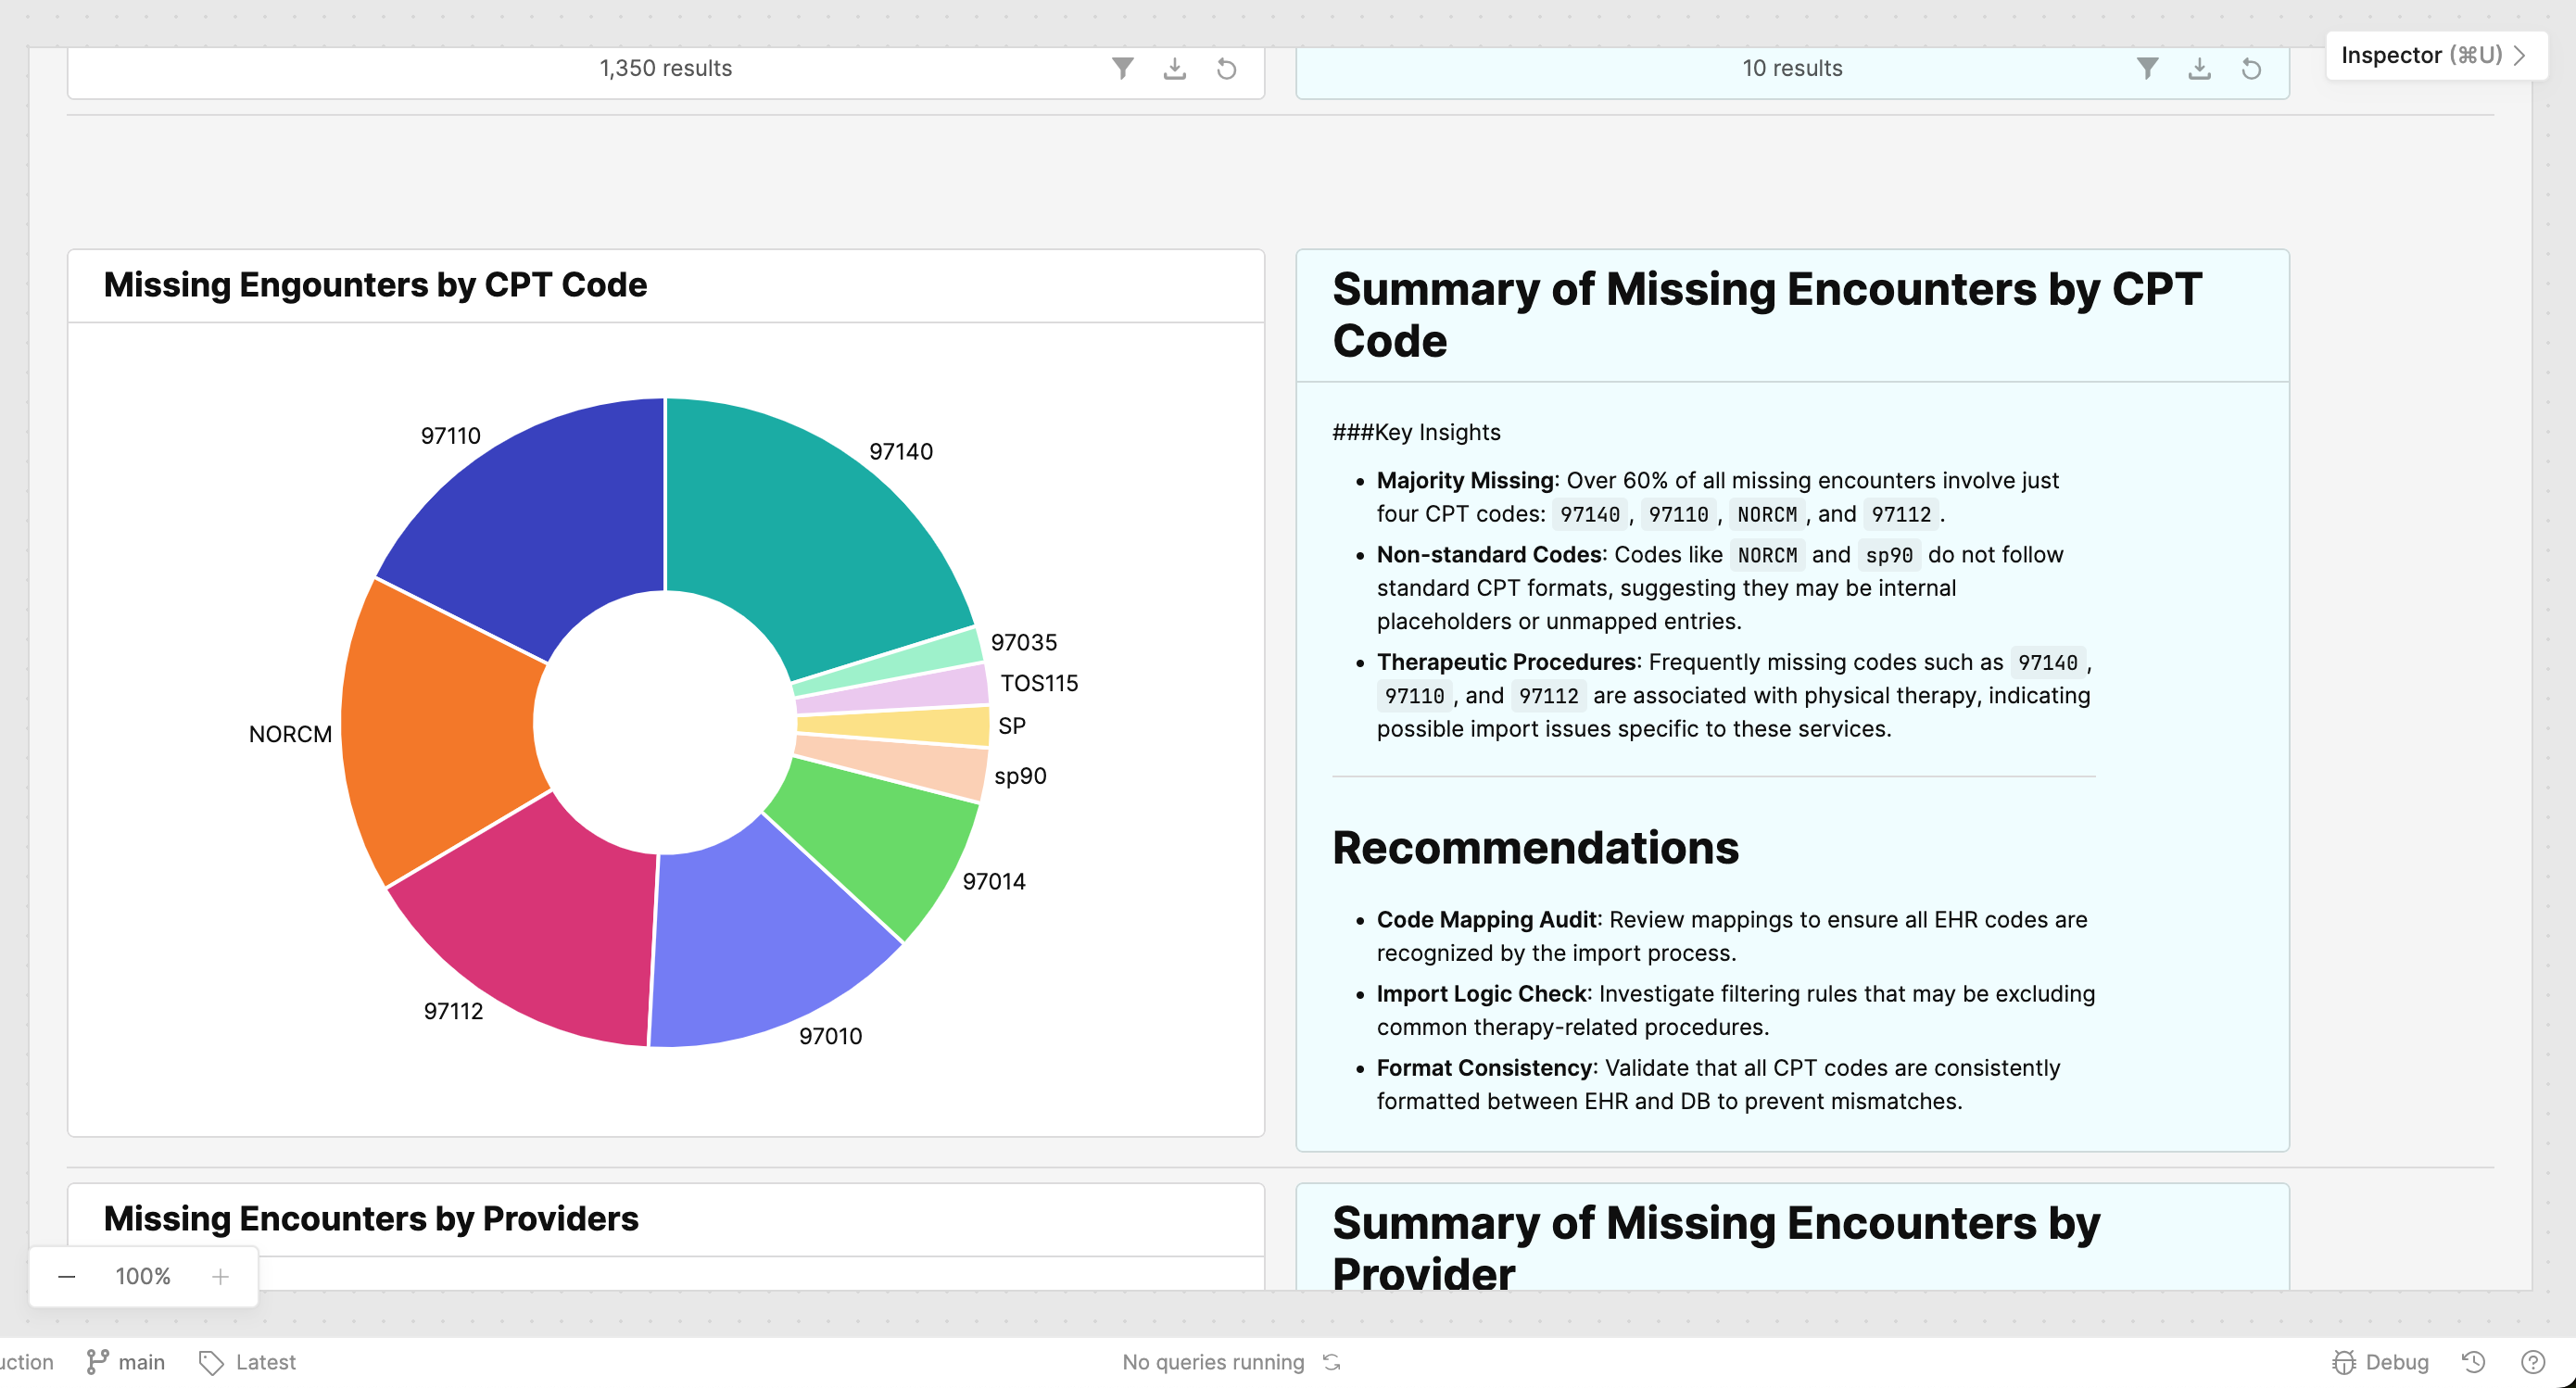 1,350 results
10 results
Inspector (⌘U)
Missing Engounters by CPT Code
97110
97140
97035
TOS115
SP
sp90
NORCM
97014
97112
97010
Summary of Missing Encounters by CPT
Code
###Key Insights
• Majority Missing: Over 60% of all missing encounters involve just
four CPT codes: 97140, 97110, NORCM, and 97112.
• Non-standard Codes: Codes like NORCM and sp90 do not follow
standard CPT formats, suggesting they may be internal
placeholders or unmapped entries.
• Therapeutic Procedures: Frequently missing codes such as 97140,
97110, and 97112 are associated with physical therapy, indicating
possible import issues specific to these services.
Recommendations
• Code Mapping Audit: Review mappings to ensure all EHR codes are
recognized by the import process.
• Import Logic Check: Investigate filtering rules that may be excluding
common therapy-related procedures.
• Format Consistency: Validate that all CPT codes are consistently
formatted between EHR and DB to prevent mismatches.
Missing Encounters by Providers
Summary of Missing Encounters by
Provider
100%
uction
main
Latest
No queries running
Debug